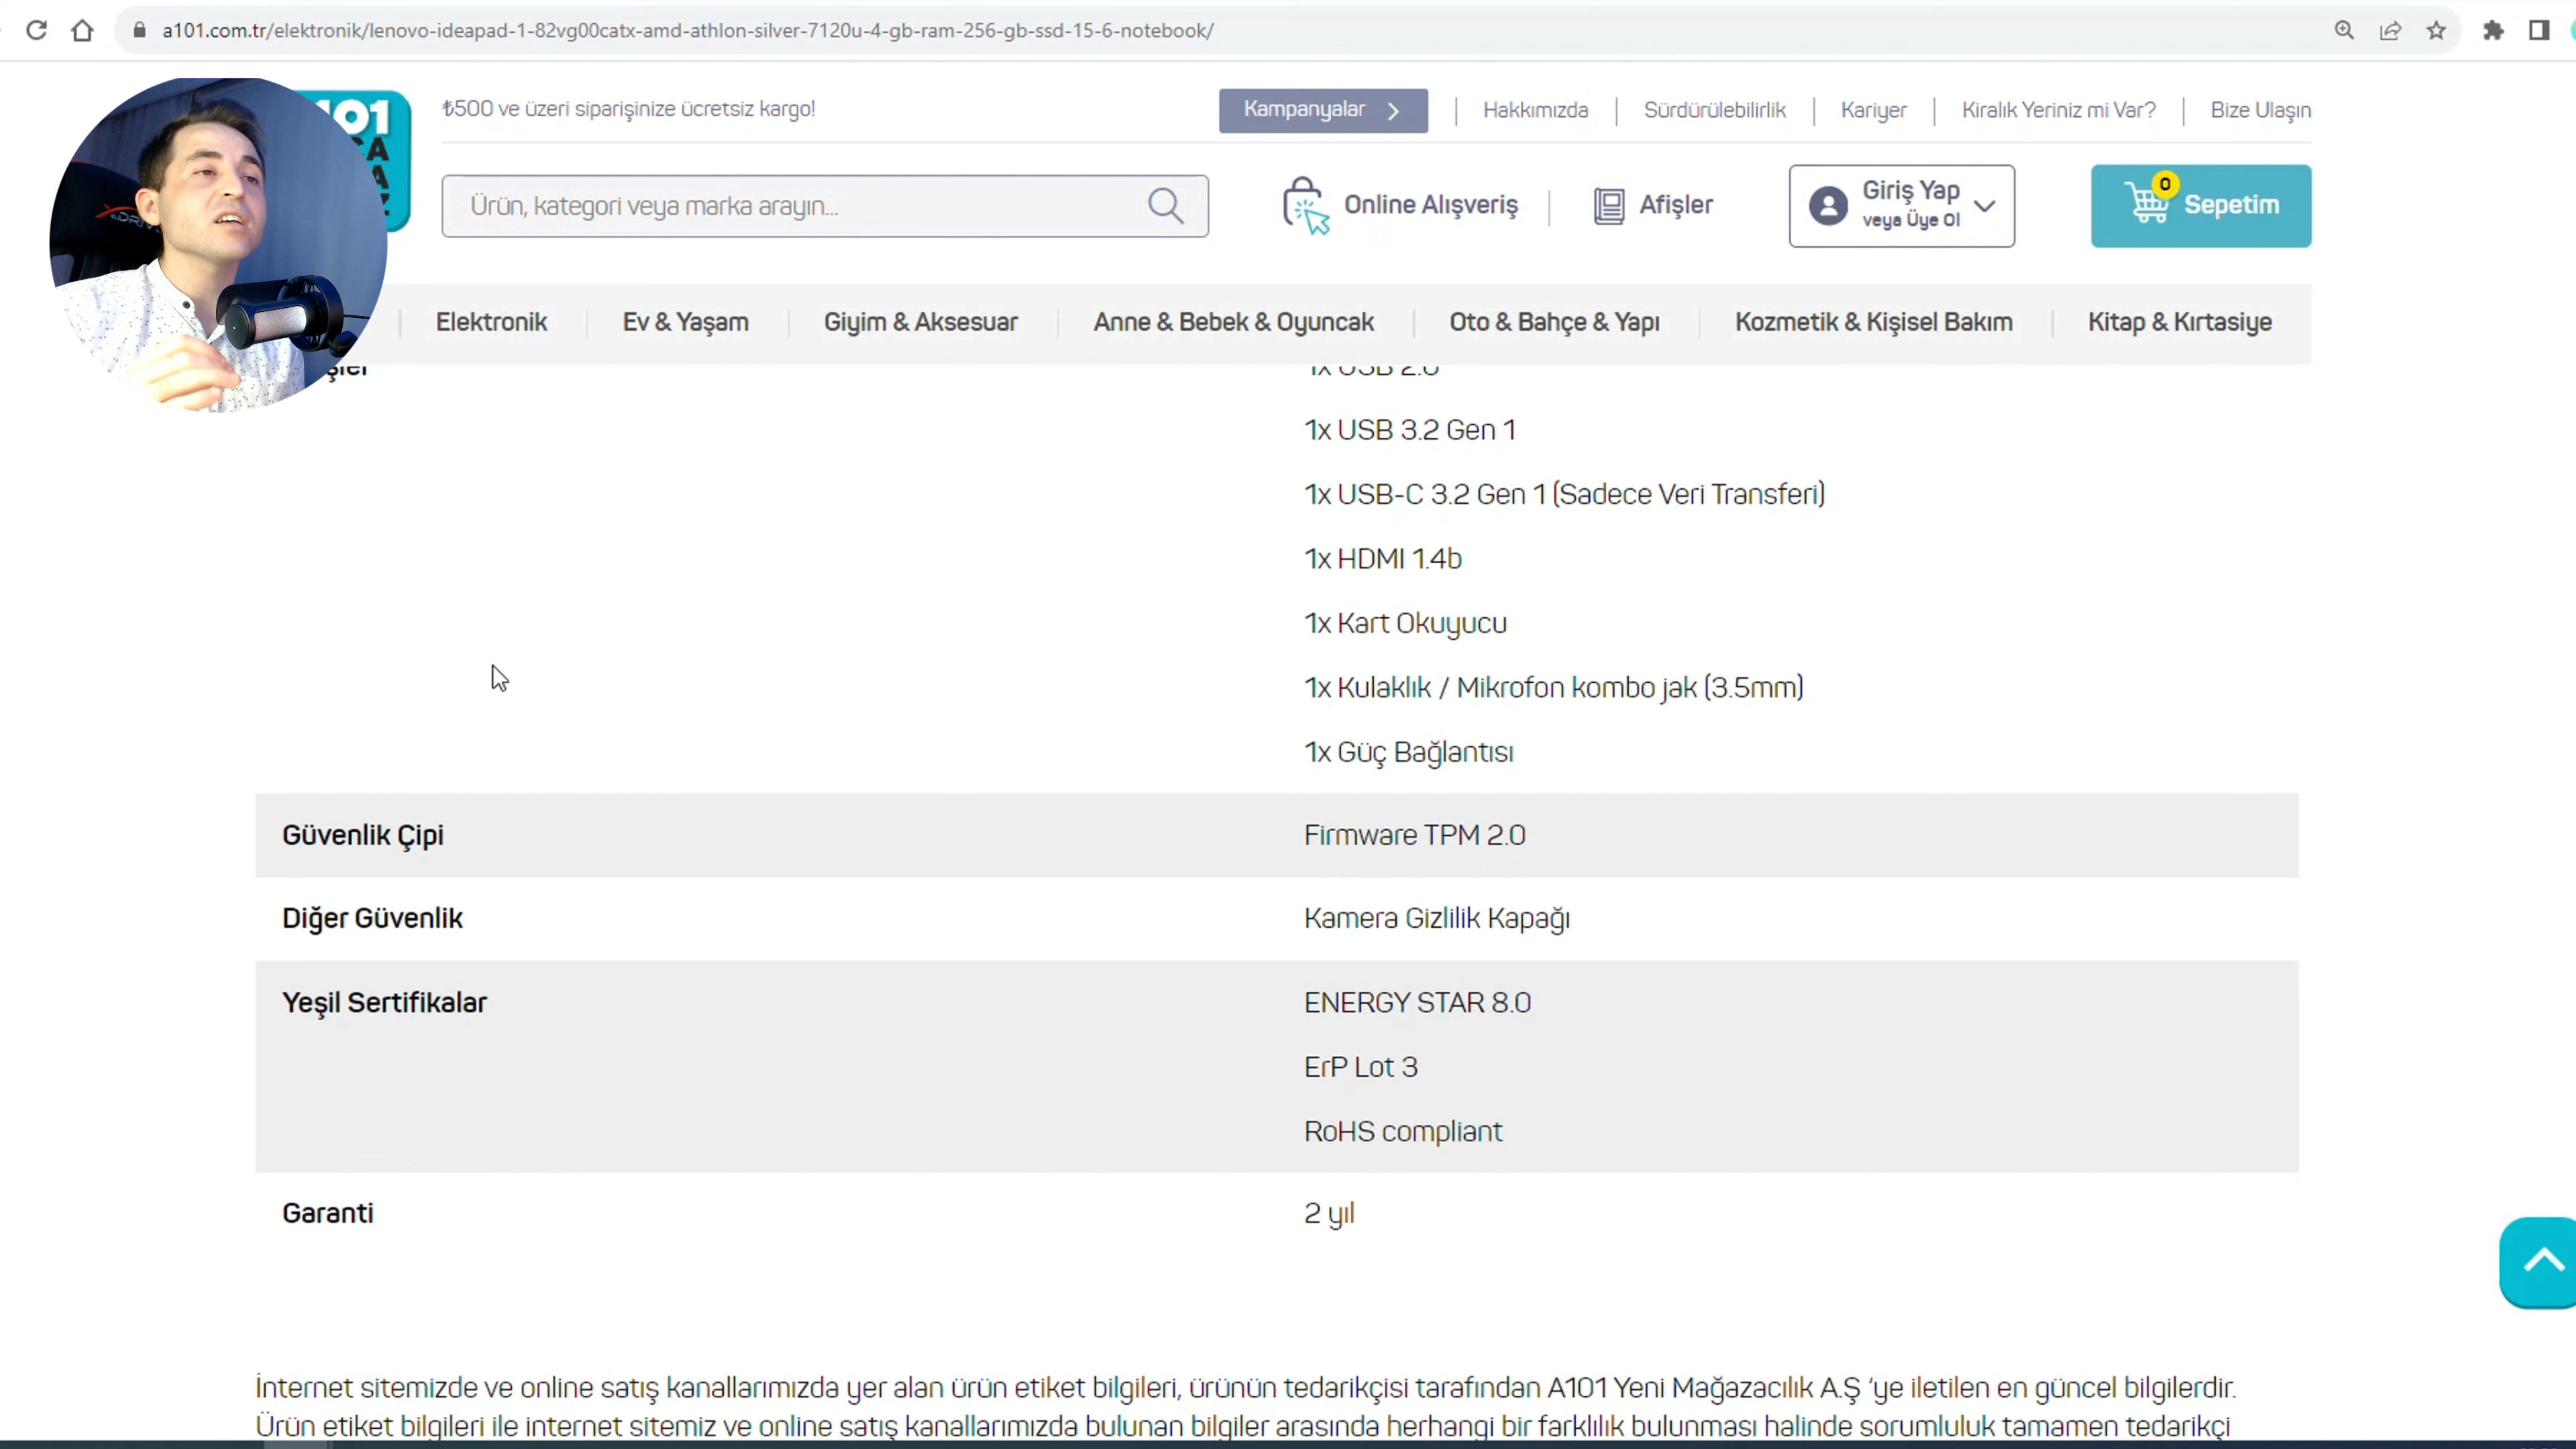 a101.com.tr/elektronik/lenovo-ideapad-1-82vg00catx-amd-athlon-silver-7120u-4-gb-ram-256-gb-ssd-15-6-notebook/
₺500 ve üzeri siparişinize ücretsiz kargo!
Kampanyalar
Hakkımızda
Sürdürülebilirlik
Kariyer
Kiralık Yeriniz mi Var?
Bize Ulaşın
101
Ürün, kategori veya marka arayın...
Online Alışveriş
Afişler
Giriş Yap
veya Üye Ol
0
Sepetim
Elektronik
Ev & Yaşam
Giyim & Aksesuar
Anne & Bebek & Oyuncak
Oto & Bahçe & Yapı
Kozmetik & Kişisel Bakım
Kitap & Kırtasiye
1x USB 2.0
1x USB 3.2 Gen 1
1x USB-C 3.2 Gen 1 (Sadece Veri Transferi)
1x HDMI 1.4b
1x Kart Okuyucu
1x Kulaklık / Mikrofon kombo jak (3.5mm)
1x Güç Bağlantısı
Güvenlik Çipi
Firmware TPM 2.0
Diğer Güvenlik
Kamera Gizlilik Kapağı
Yeşil Sertifikalar
ENERGY STAR 8.0
ErP Lot 3
RoHS compliant
Garanti
2 yıl
İnternet sitemizde ve online satış kanallarımızda yer alan ürün etiket bilgileri, ürünün tedarikçisi tarafından A101 Yeni Mağazacılık A.Ş 'ye iletilen en güncel bilgilerdir.
Ürün etiket bilgileri ile internet sitemiz ve online satış kanallarımızda bulunan bilgiler arasında herhangi bir farklılık bulunması halinde sorumluluk tamamen tedarikçi